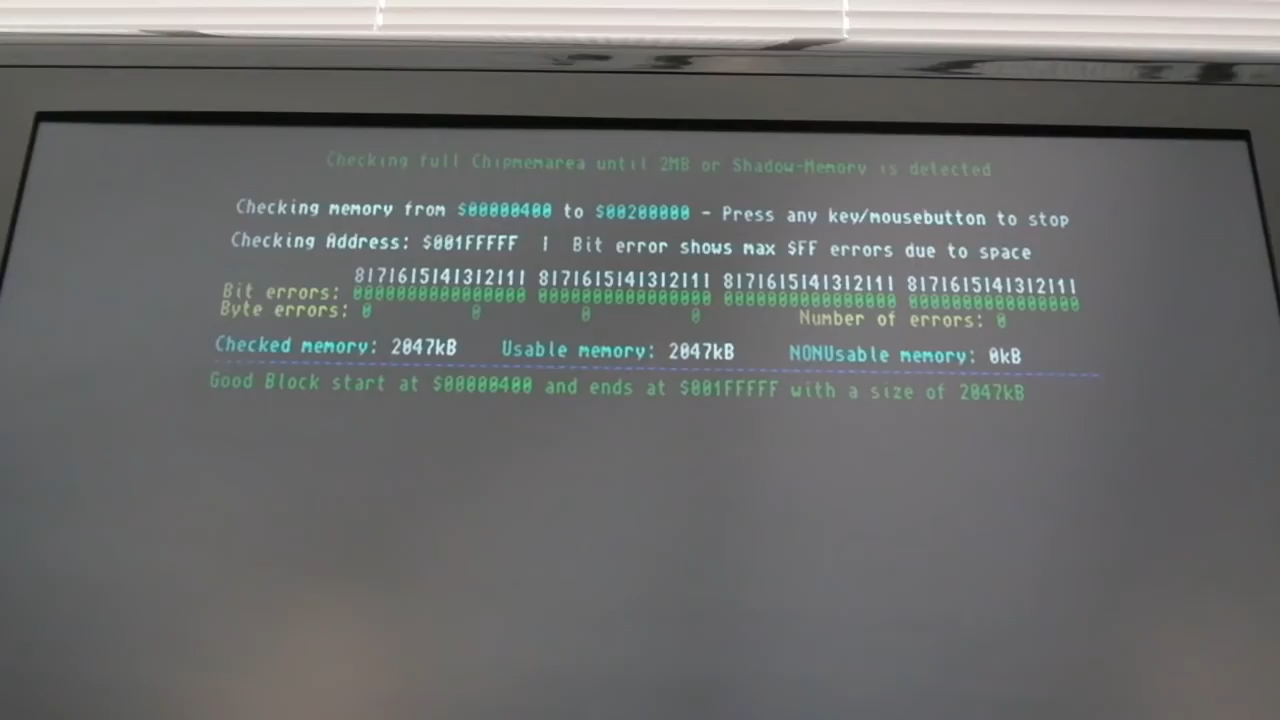 Checking full Chipmemarea until 2MB or Shadow-Memory is detected
Checking memory from $00000400 to $00200000 - Press any key/mousebutton to stop
Checking Address: $001FFFFF | Bit error shows max $FF errors due to space
8|7|6|5|4|3|2|1| 8|7|6|5|4|3|2|1| 8|7|6|5|4|3|2|1| 8|7|6|5|4|3|2|1|
Bit errors: 0000000000000000 0000000000000000 0000000000000000 0000000000000000
Byte errors: 0 0 0 0 Number of errors: 0
Checked memory: 2047kB Usable memory: 2047kB NONUsable memory: 0kB
Good Block start at $00000400 and ends at $001FFFFF with a size of 2047kB